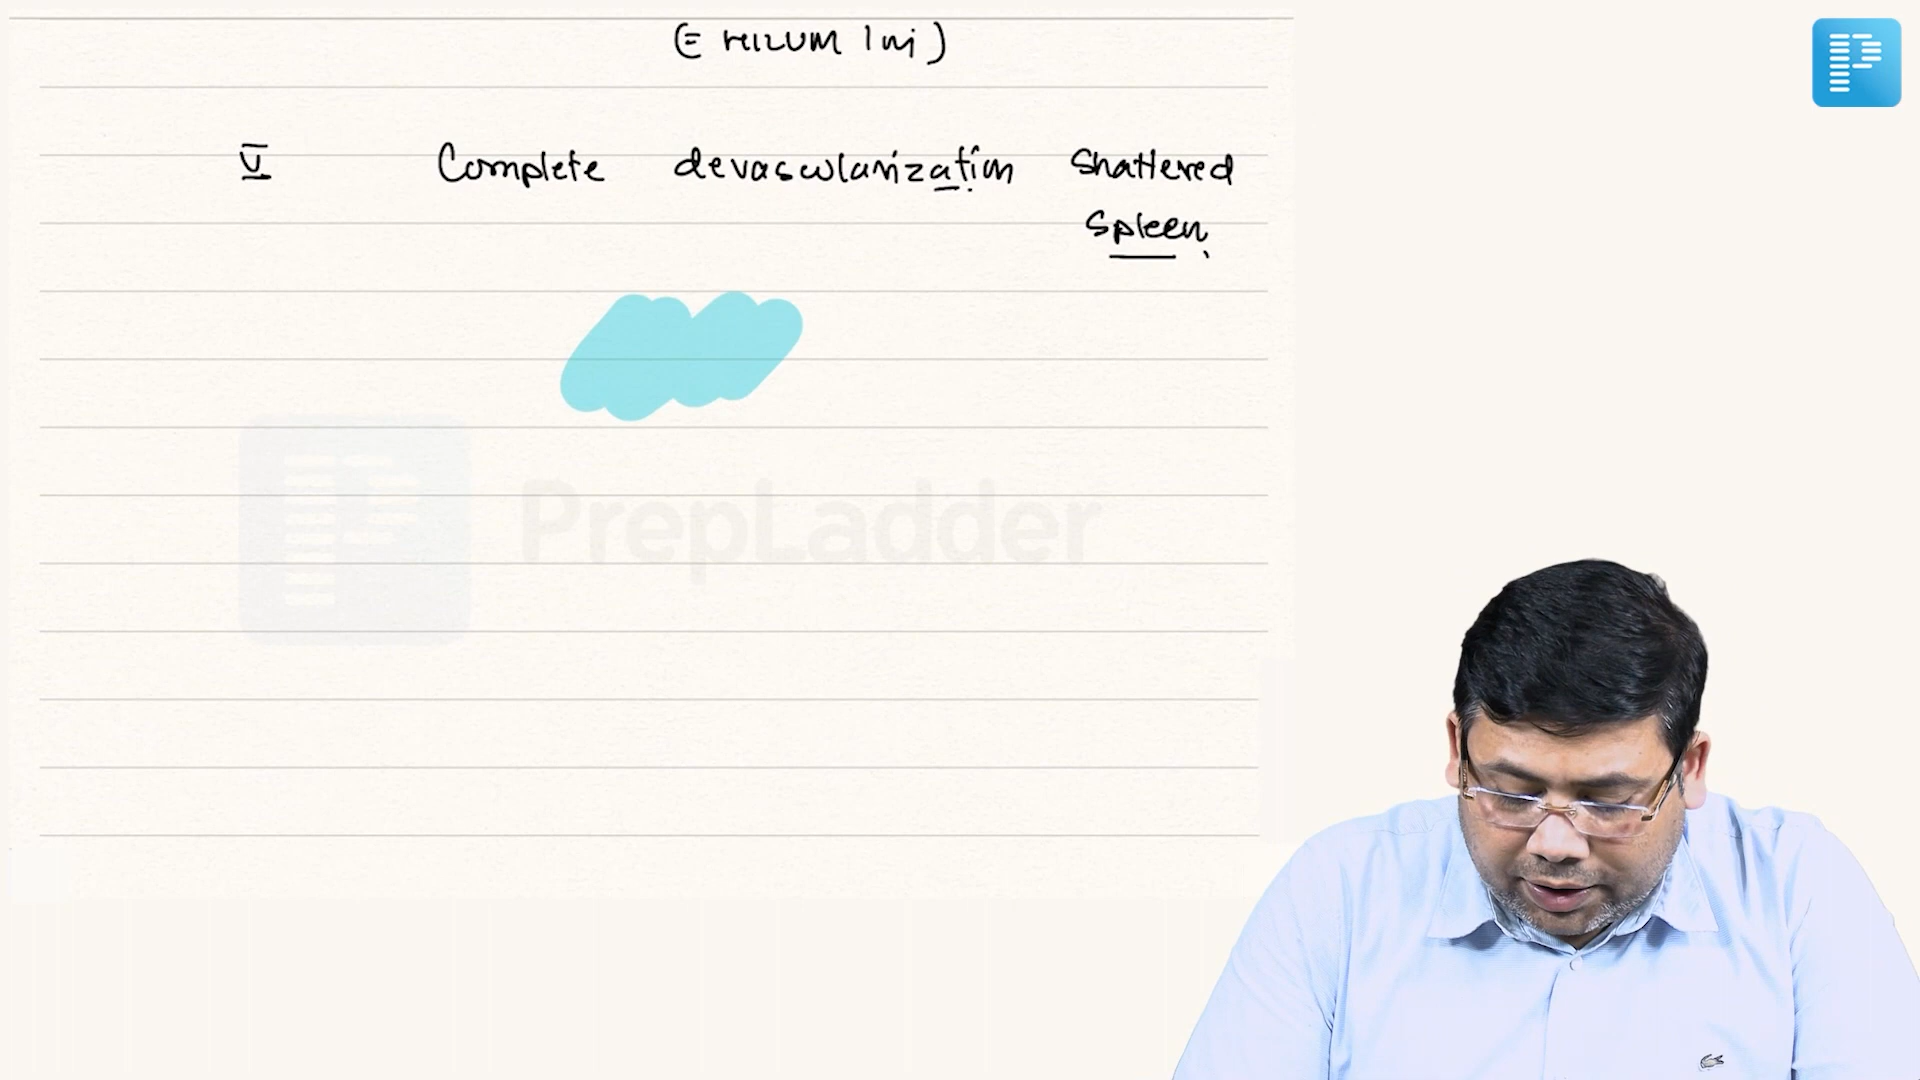 (c̄ HILUM Inj)
V Complete devascularization Shattered
Spleen.
PrepLadder